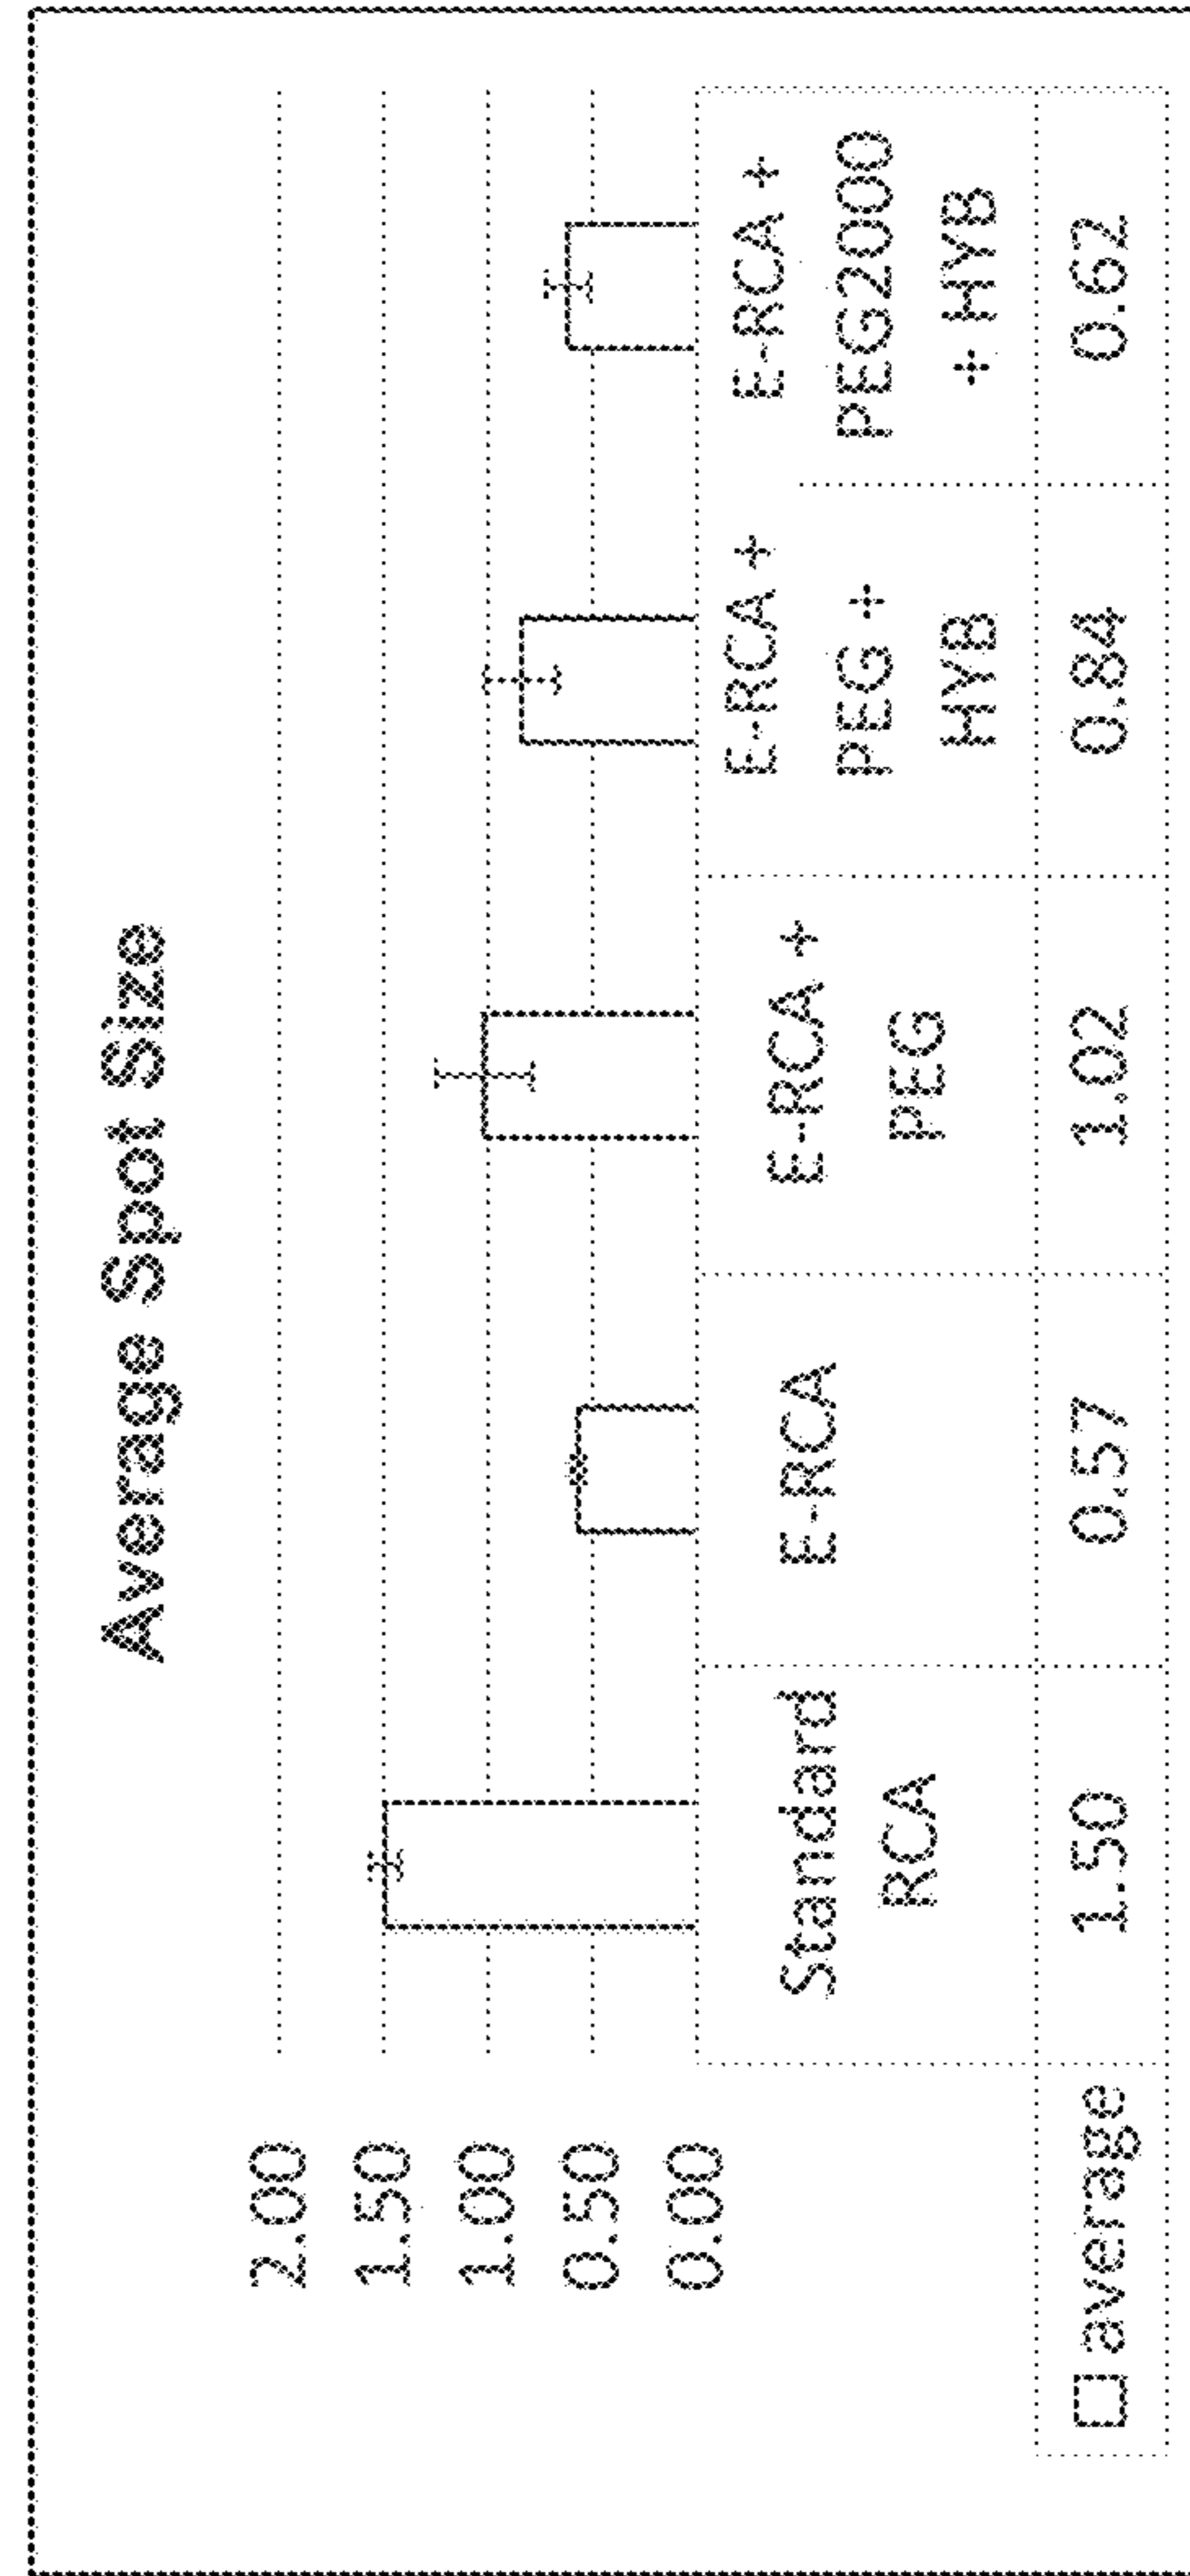 Average Spot Size
2.00
1.50
1.00
0.50
0.00
Standard
RCA
E-RCA
E-RCA +
PEG
E-RCA +
PEG +
HYB
E-RCA +
PEG2000
+ HYB
average
1.50
0.57
1.02
0.84
0.62